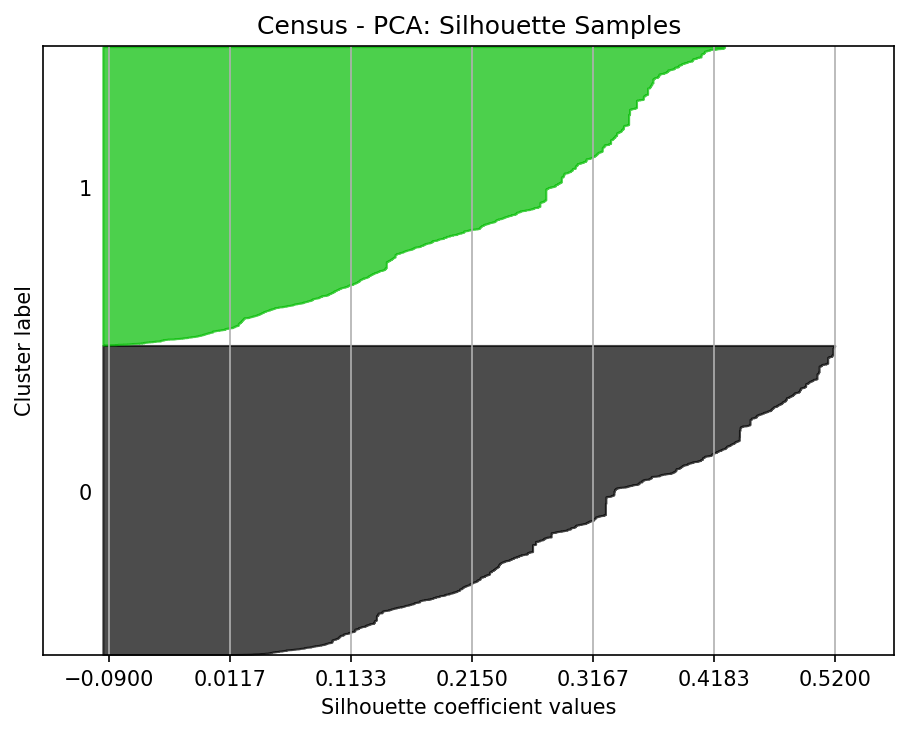 Census - PCA: Silhouette Samples
Cluster label
1
0
−0.0900 0.0117 0.1133 0.2150 0.3167 0.4183 0.5200
Silhouette coefficient values